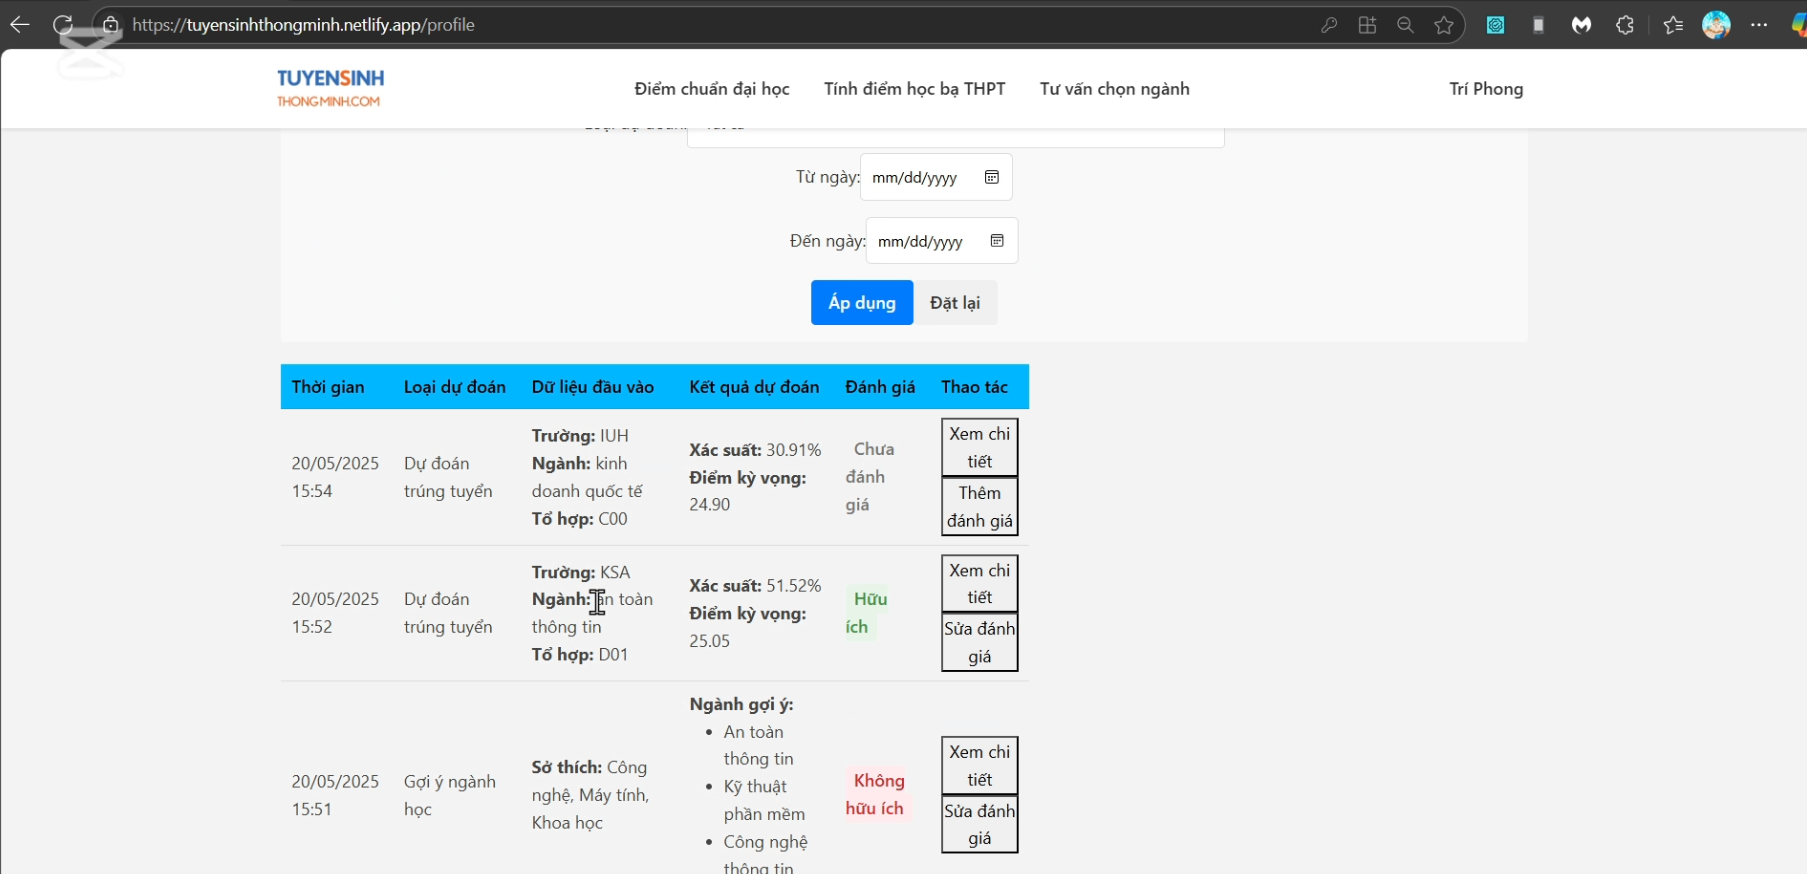 https://tuyensinhthongminh.netlify.app/profile
TUYENSINH
THONGMINH.COM
Điểm chuẩn đại học
Tính điểm học bạ THPT
Tư vấn chọn ngành
Trí Phong
Từ ngày:
mm/dd/yyyy
Đến ngày:
mm/dd/yyyy
Áp dụng
Đặt lại
Thời gian
Loại dự đoán
Dữ liệu đầu vào
Kết quả dự đoán
Đánh giá
Thao tác
20/05/2025
15:54
Dự đoán
trúng tuyển
Trường: IUH
Ngành: kinh
doanh quốc tế
Tổ hợp: C00
Xác suất: 30.91%
Điểm kỳ vọng:
24.90
Chưa
đánh
giá
Xem chi
tiết
Thêm
đánh giá
20/05/2025
15:52
Dự đoán
trúng tuyển
Trường: KSA
Ngành: an toàn
thông tin
Tổ hợp: D01
Xác suất: 51.52%
Điểm kỳ vọng:
25.05
Hữu
ích
Xem chi
tiết
Sửa đánh
giá
20/05/2025
15:51
Gợi ý ngành
học
Sở thích: Công
nghệ, Máy tính,
Khoa học
Ngành gợi ý:
• An toàn
thông tin
• Kỹ thuật
phần mềm
• Công nghệ
thông tin
Không
hữu ích
Xem chi
tiết
Sửa đánh
giá